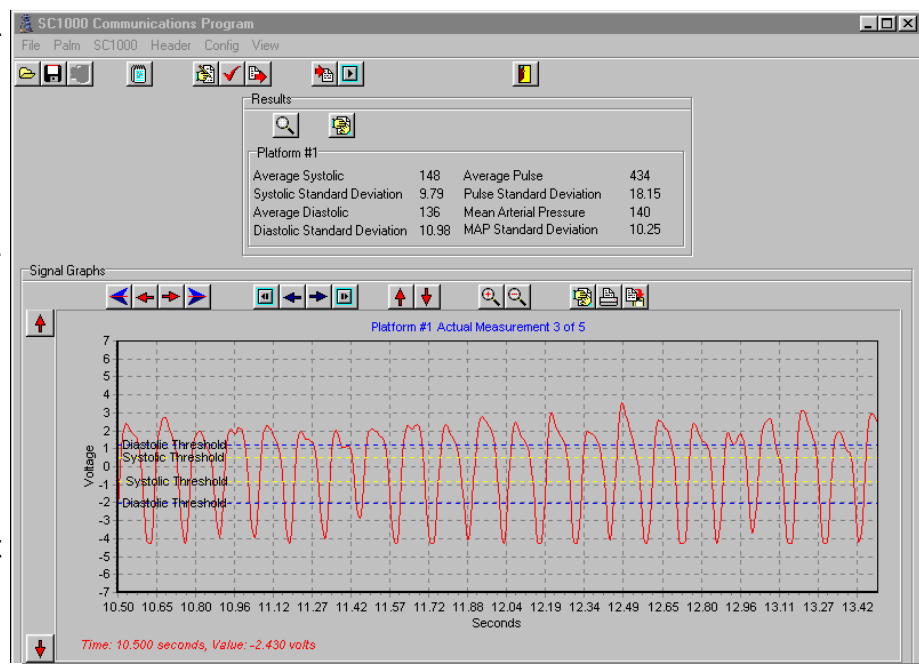 SC1000 Communications Program
File Palm SC1000 Header Config View
Results
Platform #1
Average Systolic 148 Average Pulse 434
Systolic Standard Deviation 9.79 Pulse Standard Deviation 18.15
Average Diastolic 136 Mean Arterial Pressure 140
Diastolic Standard Deviation 10.98 MAP Standard Deviation 10.25
Signal Graphs
Platform #1 Actual Measurement 3 of 5
Voltage
7
6
5
4
3
2
Diastolic Threshold
1
Systolic Threshold
0
-1
Systolic Threshold
-2
Diastolic Threshold
-3
-4
-5
-6
-7
10.50 10.65 10.80 10.96 11.12 11.27 11.42 11.57 11.72 11.88 12.04 12.19 12.34 12.49 12.65 12.80 12.96 13.11 13.27 13.42
Seconds
Time: 10.500 seconds, Value: -2.430 volts